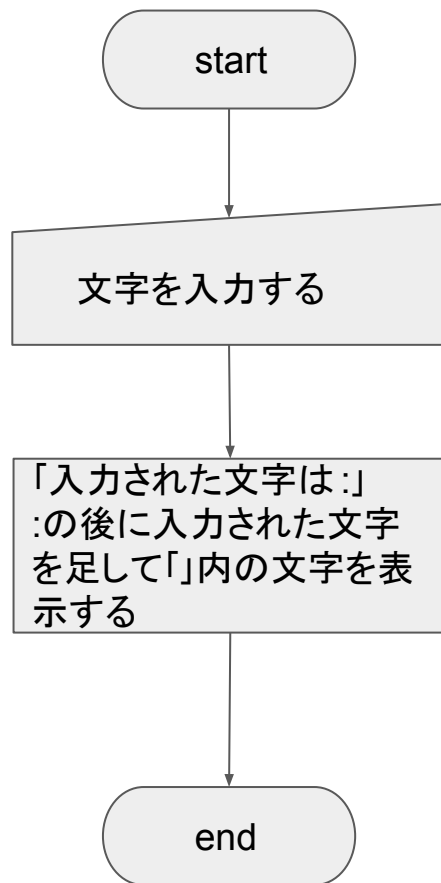 start
文字を入力する
「入力された文字は:」
:の後に入力された文字
を足して「」内の文字を表
示する
end